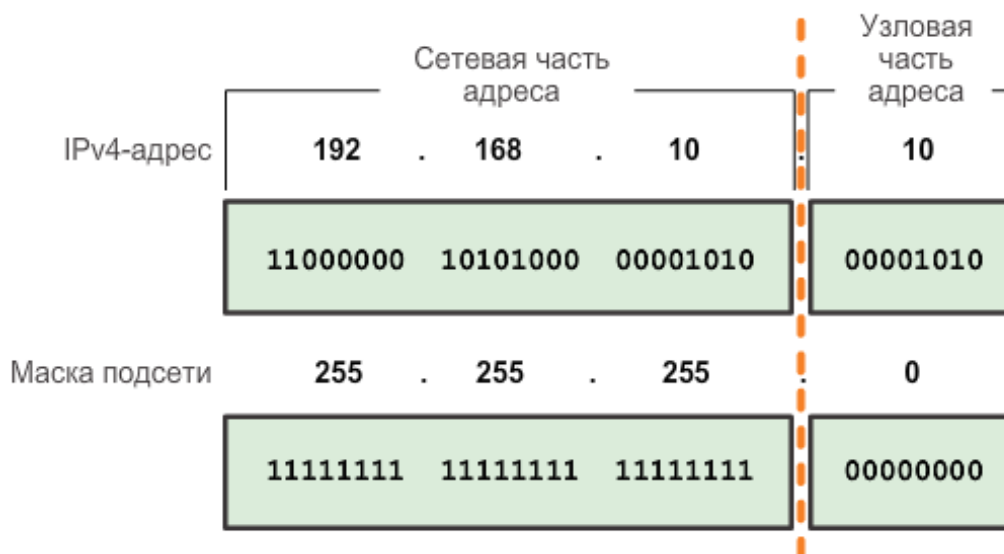 Сетевая часть
адреса
Узловая
часть
адреса
IPv4-адрес 192 . 168 . 10 . 10
11000000 10101000 00001010 00001010
Маска подсети 255 . 255 . 255 . 0
11111111 11111111 11111111 00000000